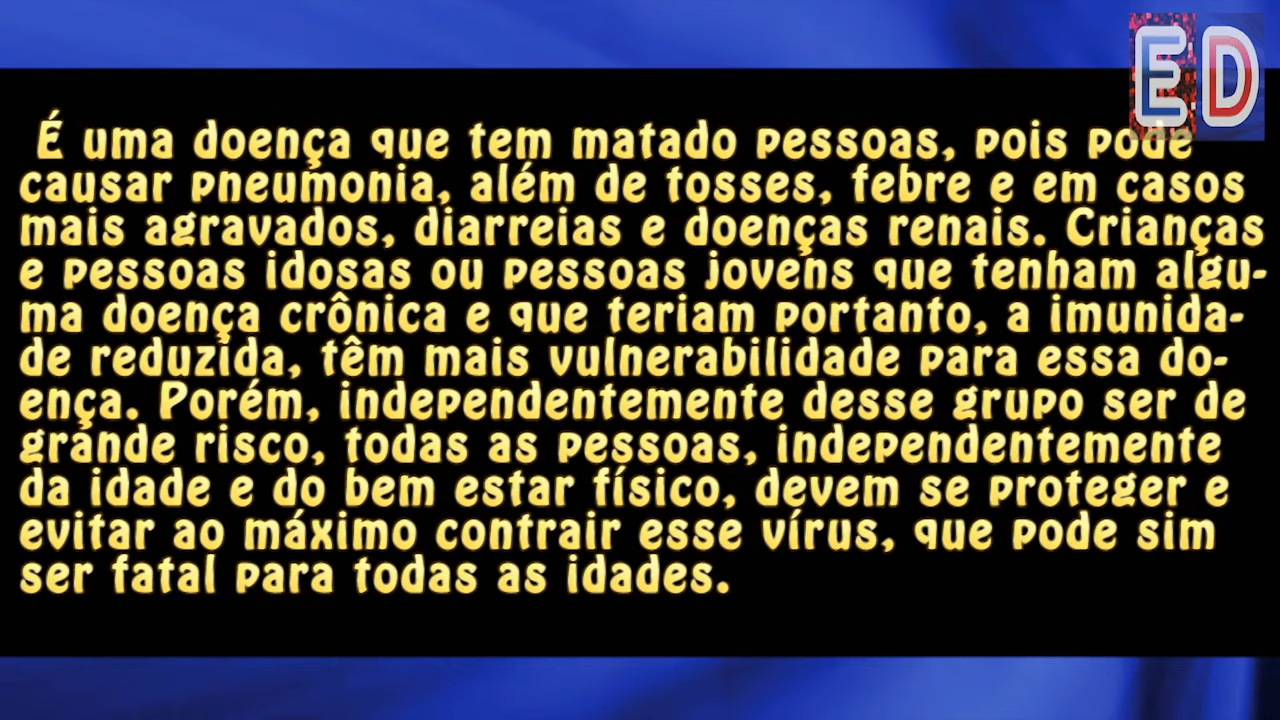 ED
É uma doença que tem matado pessoas, pois pode
causar pneumonia, além de tosses, febre e em casos
mais agravados, diarreias e doenças renais. Crianças
e pessoas idosas ou pessoas jovens que tenham algu-
ma doença crônica e que teriam portanto, a imunida-
de reduzida, têm mais vulnerabilidade para essa do-
ença. Porém, independentemente desse grupo ser de
grande risco, todas as pessoas, independentemente
da idade e do bem estar físico, devem se proteger e
evitar ao máximo contrair esse vírus, que pode sim
ser fatal para todas as idades.